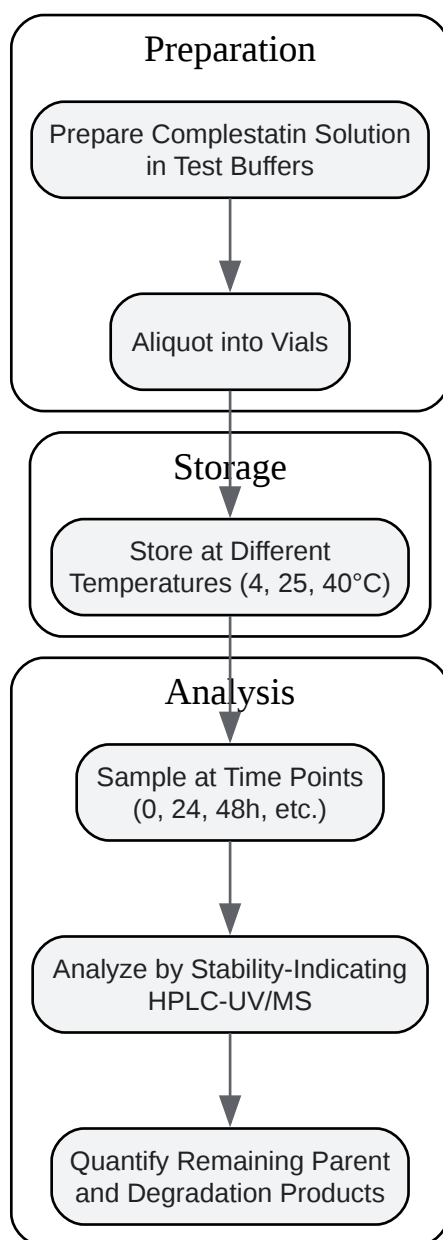 Preparation
Prepare Complestatin Solution
in Test Buffers
Aliquot into Vials
Storage
Store at Different
Temperatures (4, 25, 40°C)
Analysis
Sample at Time Points
(0, 24, 48h, etc.)
Analyze by Stability-Indicating
HPLC-UV/MS
Quantify Remaining Parent
and Degradation Products